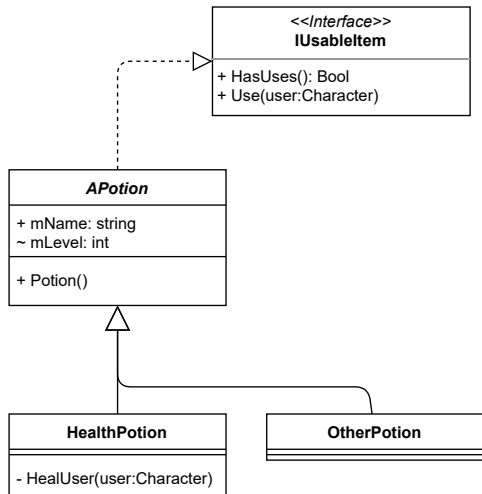 <<Interface>>
IUsableItem
+ HasUses(): Bool
+ Use(user:Character)
APotion
+ mName: string
~ mLevel: int
+ Potion()
HealthPotion
- HealUser(user:Character)
OtherPotion